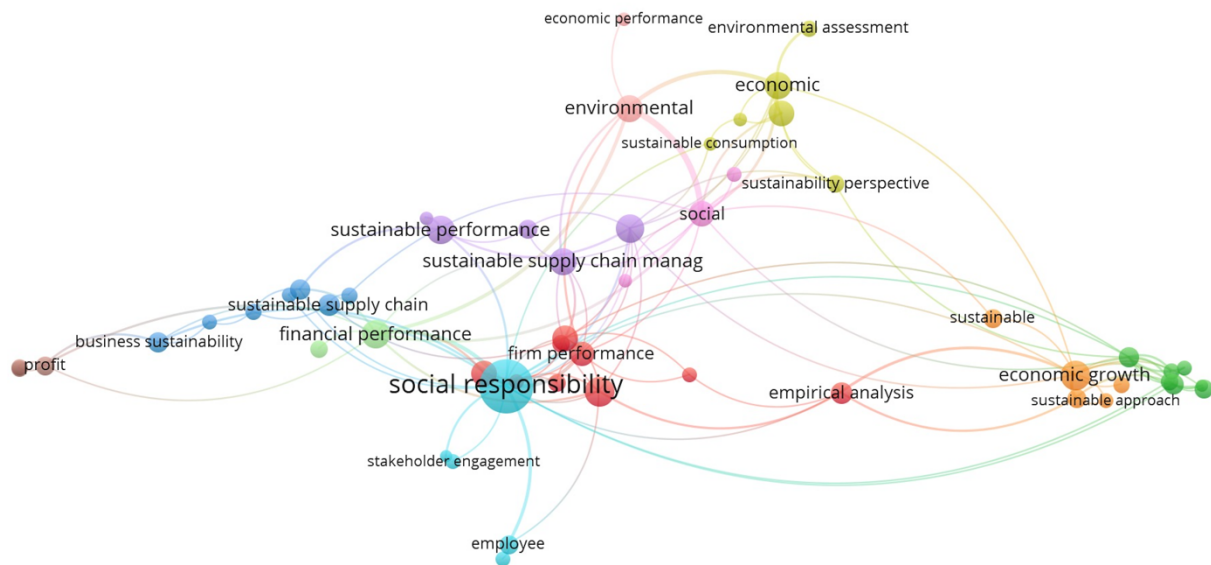 economic performance
environmental assessment
economic
environmental
sustainable consumption
sustainability perspective
social
sustainable performance
sustainable supply chain manag
sustainable supply chain
sustainable
financial performance
business sustainability
firm performance
profit
economic growth
social responsibility
empirical analysis
sustainable approach
stakeholder engagement
employee